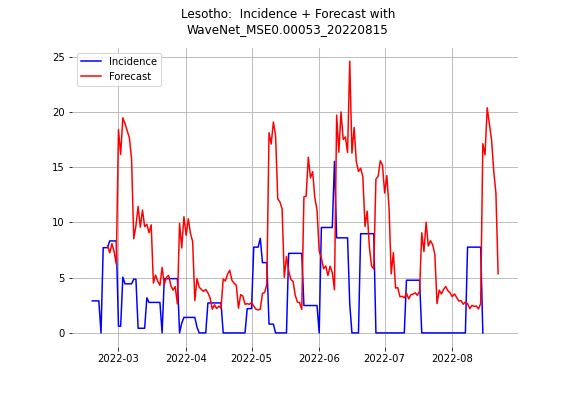 Lesotho:  Incidence + Forecast with
WaveNet_MSE0.00053_20220815
Incidence
Forecast
25
20
15
10
5
0
2022-03 2022-04 2022-05 2022-06 2022-07 2022-08